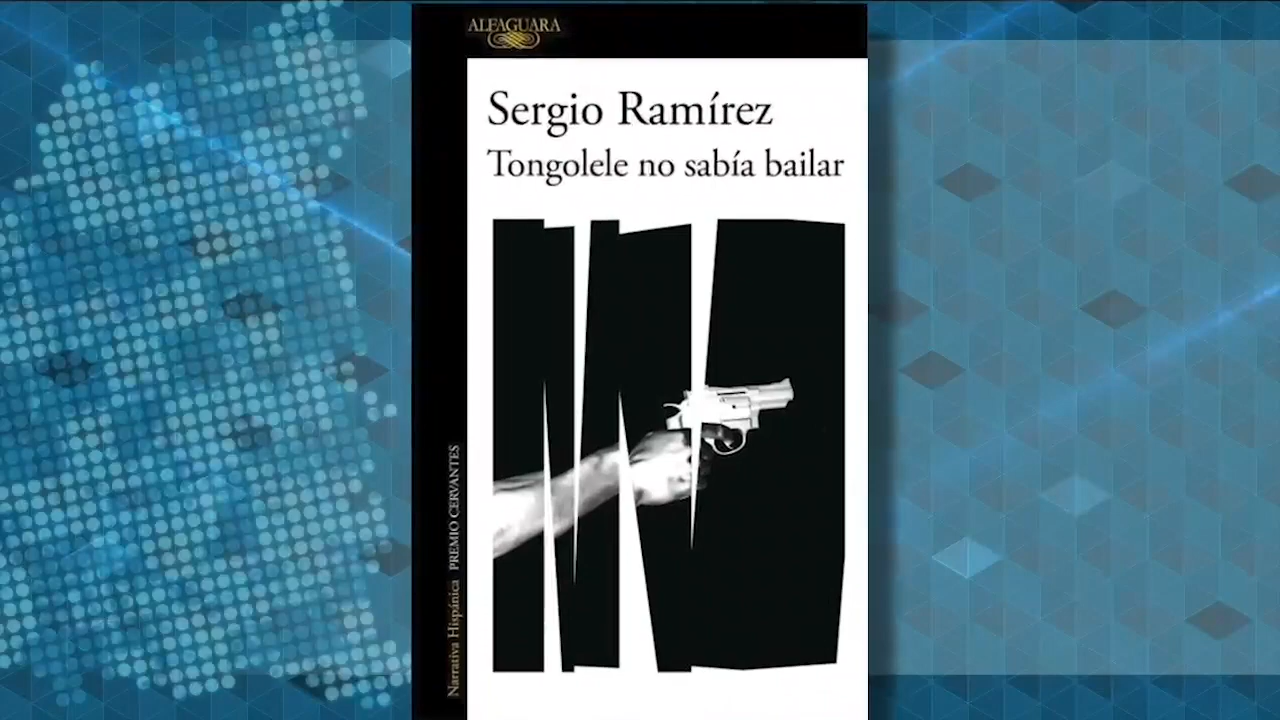 ALFAGUARA
Sergio Ramírez
Tongolele no sabía bailar
Narrativa Hispánica PREMIO CERVANTES